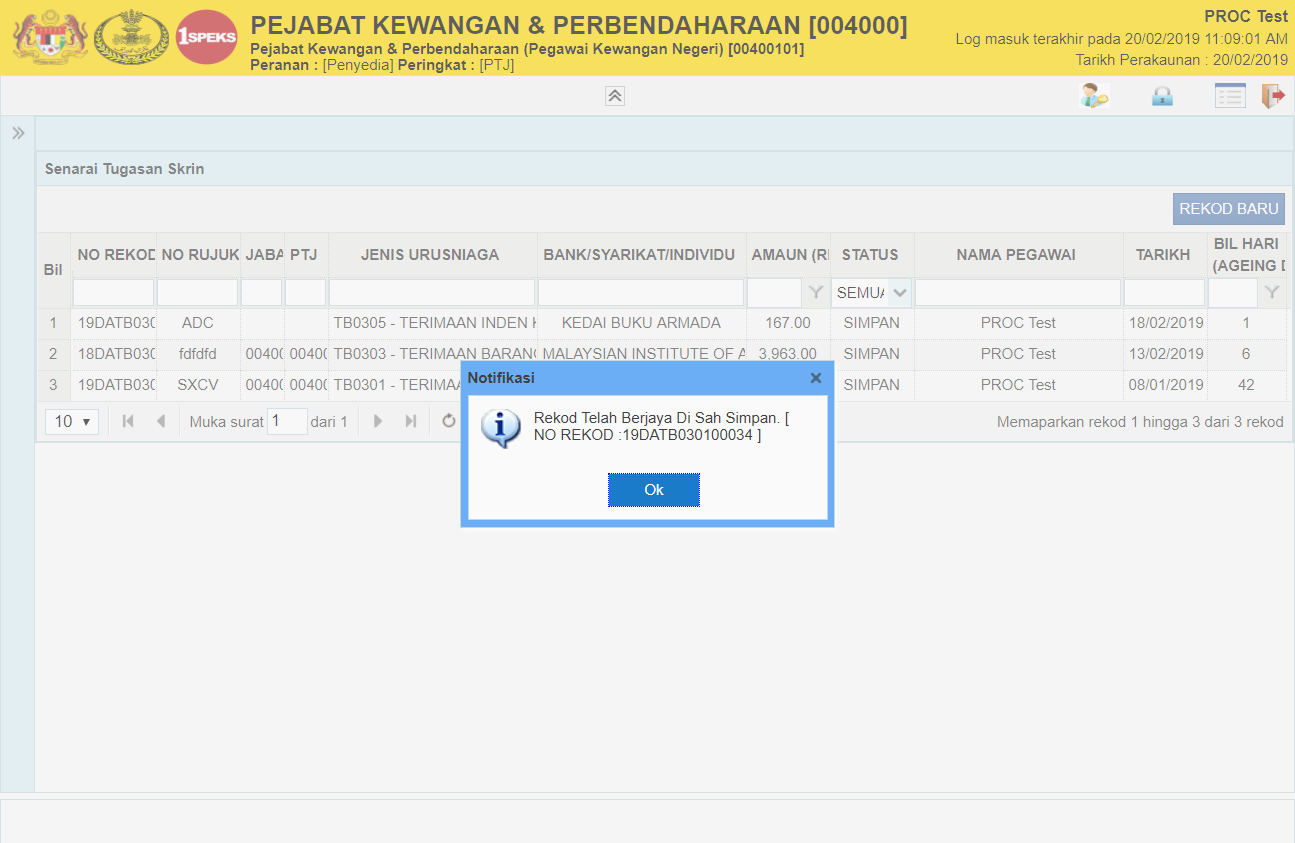 1SPEKS
PEJABAT KEWANGAN & PERBENDAHARAAN [004000]
Pejabat Kewangan & Perbendaharaan (Pegawai Kewangan Negeri) [00400101]
Peranan : [Penyedia] Peringkat : [PTJ]
PROC Test
Log masuk terakhir pada 20/02/2019 11:09:01 AM
Tarikh Perakaunan : 20/02/2019
Senarai Tugasan Skrin
REKOD BARU
Bil NO REKOD NO RUJUK JABA PTJ JENIS URUSNIAGA BANK/SYARIKAT/INDIVIDU AMAUN (R STATUS NAMA PEGAWAI TARIKH BIL HARI (AGEING D
SEMUA
1 19DATB030 ADC TB0305 - TERIMAAN INDEN KEDAI BUKU ARMADA 167.00 SIMPAN PROC Test 18/02/2019 1
2 18DATB030 fdfdfd 00400 00400 TB0303 - TERIMAAN BARANG MALAYSIAN INSTITUTE OF A 3,963.00 SIMPAN PROC Test 13/02/2019 6
3 19DATB030 SXCV 00400 00400 TB0301 - TERIMAA SIMPAN PROC Test 08/01/2019 42
10 Muka surat 1 dari 1 Memaparkan rekod 1 hingga 3 dari 3 rekod
Notifikasi
Rekod Telah Berjaya Di Sah Simpan. [
NO REKOD :19DATB030100034 ]
Ok